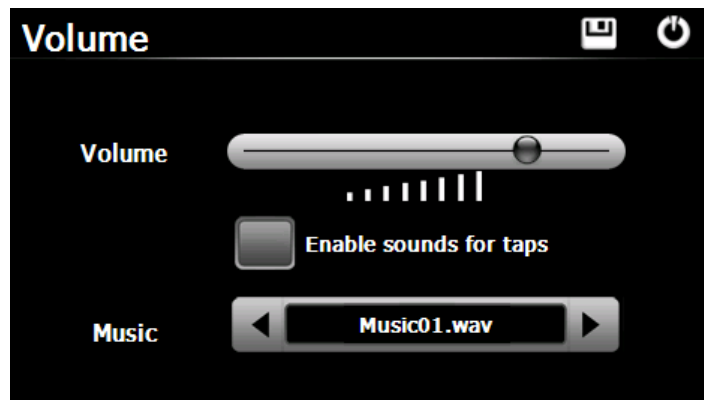 Volume
Volume
Enable sounds for taps
Music
Music01.wav